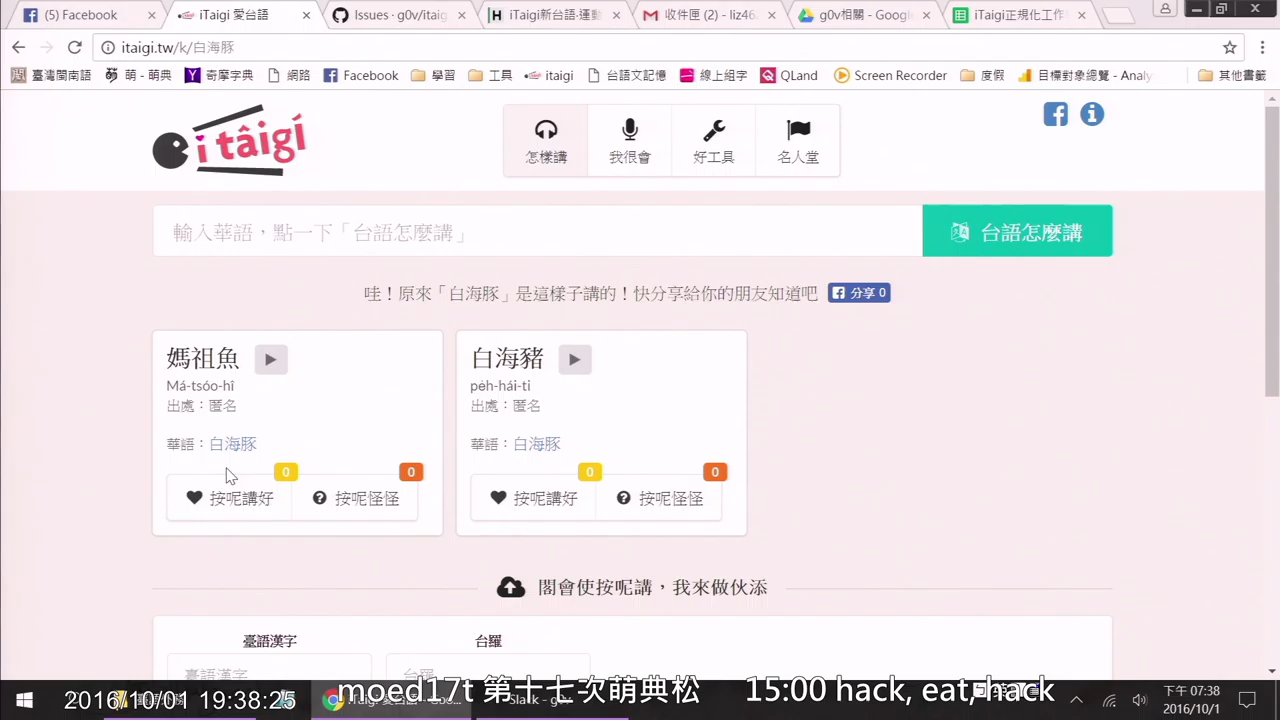 (5) Facebook
iTaigi 愛台語
Issues · g0v/itaig
iTaigi新台語·運動
收件匣 (2) - liz46
g0v相關 - Google
iTaigi正規化工作
itaigi.tw/k/白海豚
臺灣閩南語
萌 - 萌典
奇摩字典
網路
Facebook
學習
工具
itaigi
台語文記憶
線上組字
QLand
Screen Recorder
度假
目標對象總覽 - Analy
其他書籤
i tâigí
怎樣講
我很會
好工具
名人堂
輸入華語，點一下「台語怎麼講」
台語怎麼講
哇！原來「白海豚」是這樣子講的！快分享給你的朋友知道吧
分享 0
媽祖魚
Má-tsóo-hî
出處：匿名
華語：白海豚
0
0
按呢講好
按呢怪怪
白海豬
pe̍h-hái-ti
出處：匿名
華語：白海豚
0
0
按呢講好
按呢怪怪
閣會使按呢講，我來做伙添
臺語漢字
台羅
臺語漢字
台羅
2016/10/01 19:38:25
moed17t 第十七次萌典松
15:00 hack, eat, hack
下午 07:38
2016/10/1